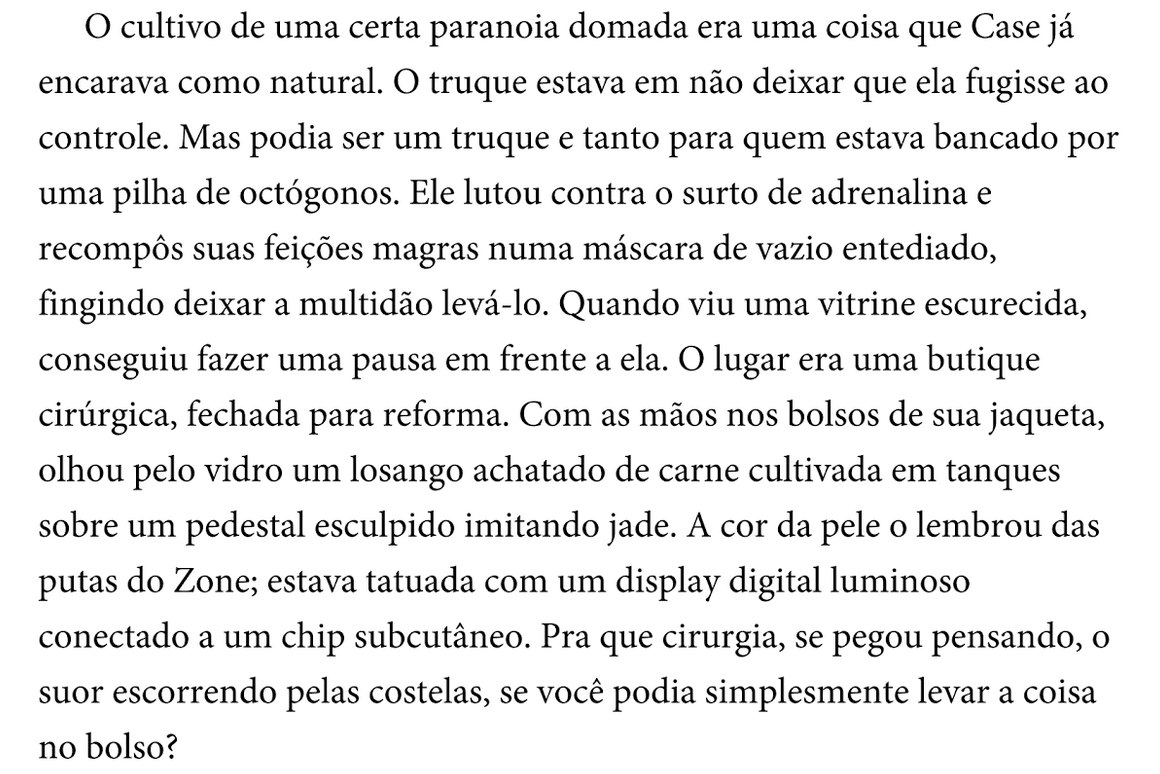 O cultivo de uma certa paranoia domada era uma coisa que Case já
encarava como natural. O truque estava em não deixar que ela fugisse ao
controle. Mas podia ser um truque e tanto para quem estava bancado por
uma pilha de octógonos. Ele lutou contra o surto de adrenalina e
recompôs suas feições magras numa máscara de vazio entediado,
fingindo deixar a multidão levá-lo. Quando viu uma vitrine escurecida,
conseguiu fazer uma pausa em frente a ela. O lugar era uma butique
cirúrgica, fechada para reforma. Com as mãos nos bolsos de sua jaqueta,
olhou pelo vidro um losango achatado de carne cultivada em tanques
sobre um pedestal esculpido imitando jade. A cor da pele o lembrou das
putas do Zone; estava tatuada com um display digital luminoso
conectado a um chip subcutâneo. Pra que cirurgia, se pegou pensando, o
suor escorrendo pelas costelas, se você podia simplesmente levar a coisa
no bolso?